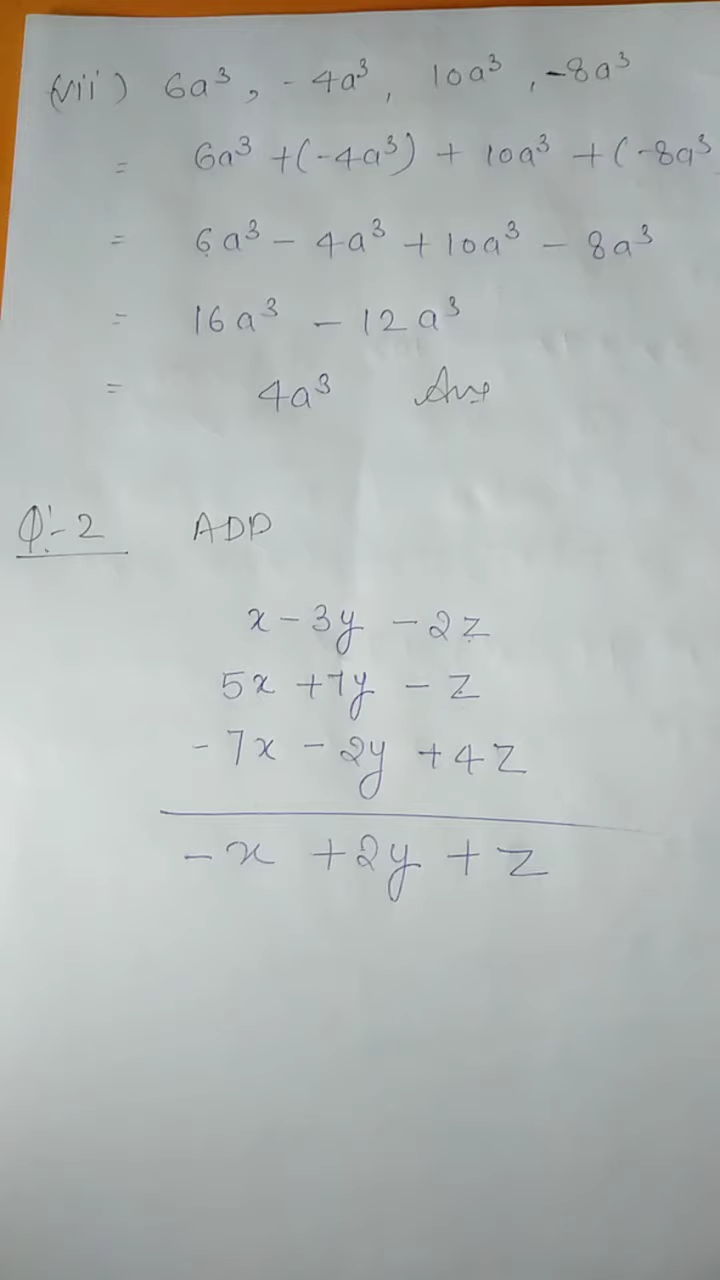 (vii) 6a³, -4a³, 10a³, -8a³
= 6a³ +(-4a³) + 10a³ +(-8a³
= 6a³ - 4a³ + 10a³ - 8a³
= 16a³ - 12a³
= 4a³ Ans
Q:-2 ADD
x - 3y - 2z
5x + 7y - z
- 7x - 2y + 4z
- x + 2y + z